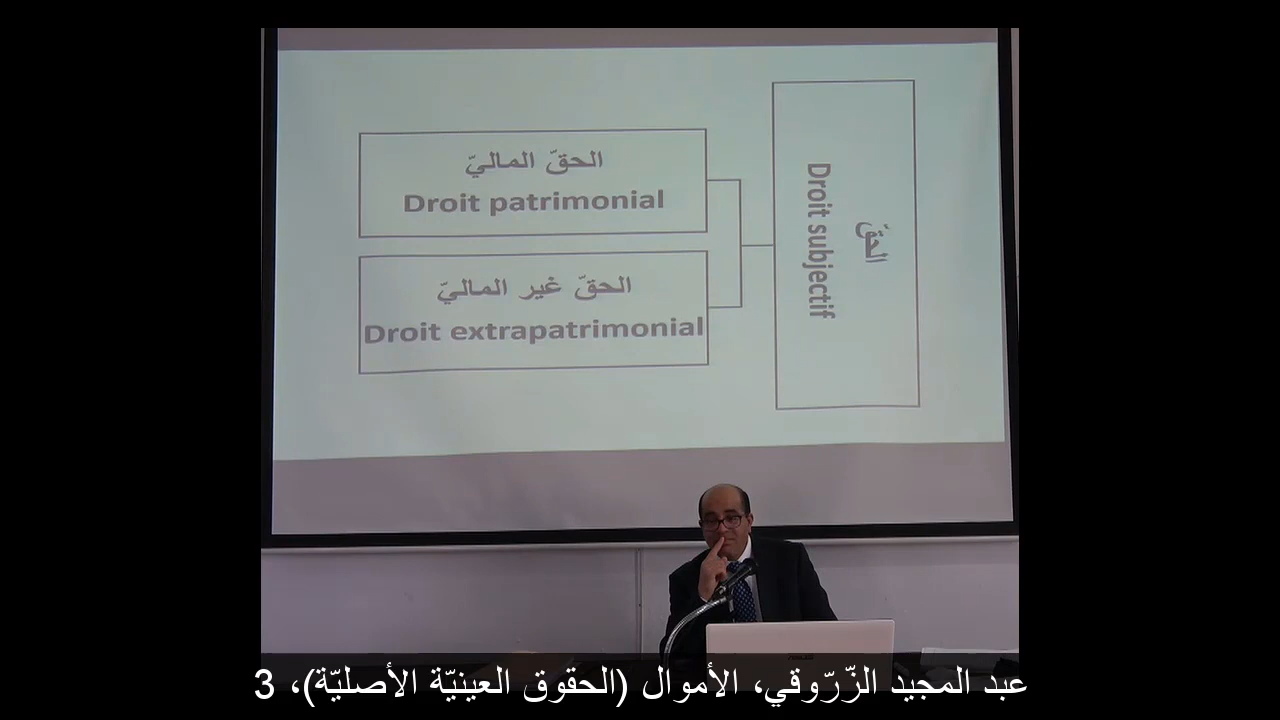 الحقّ
Droit subjectif
الحقّ الماليّ
Droit patrimonial
الحقّ غير الماليّ
Droit extrapatrimonial
ASUS
عبد المجيد الزّرّوقي، الأموال (الحقوق العينيّة الأصليّة)، 3